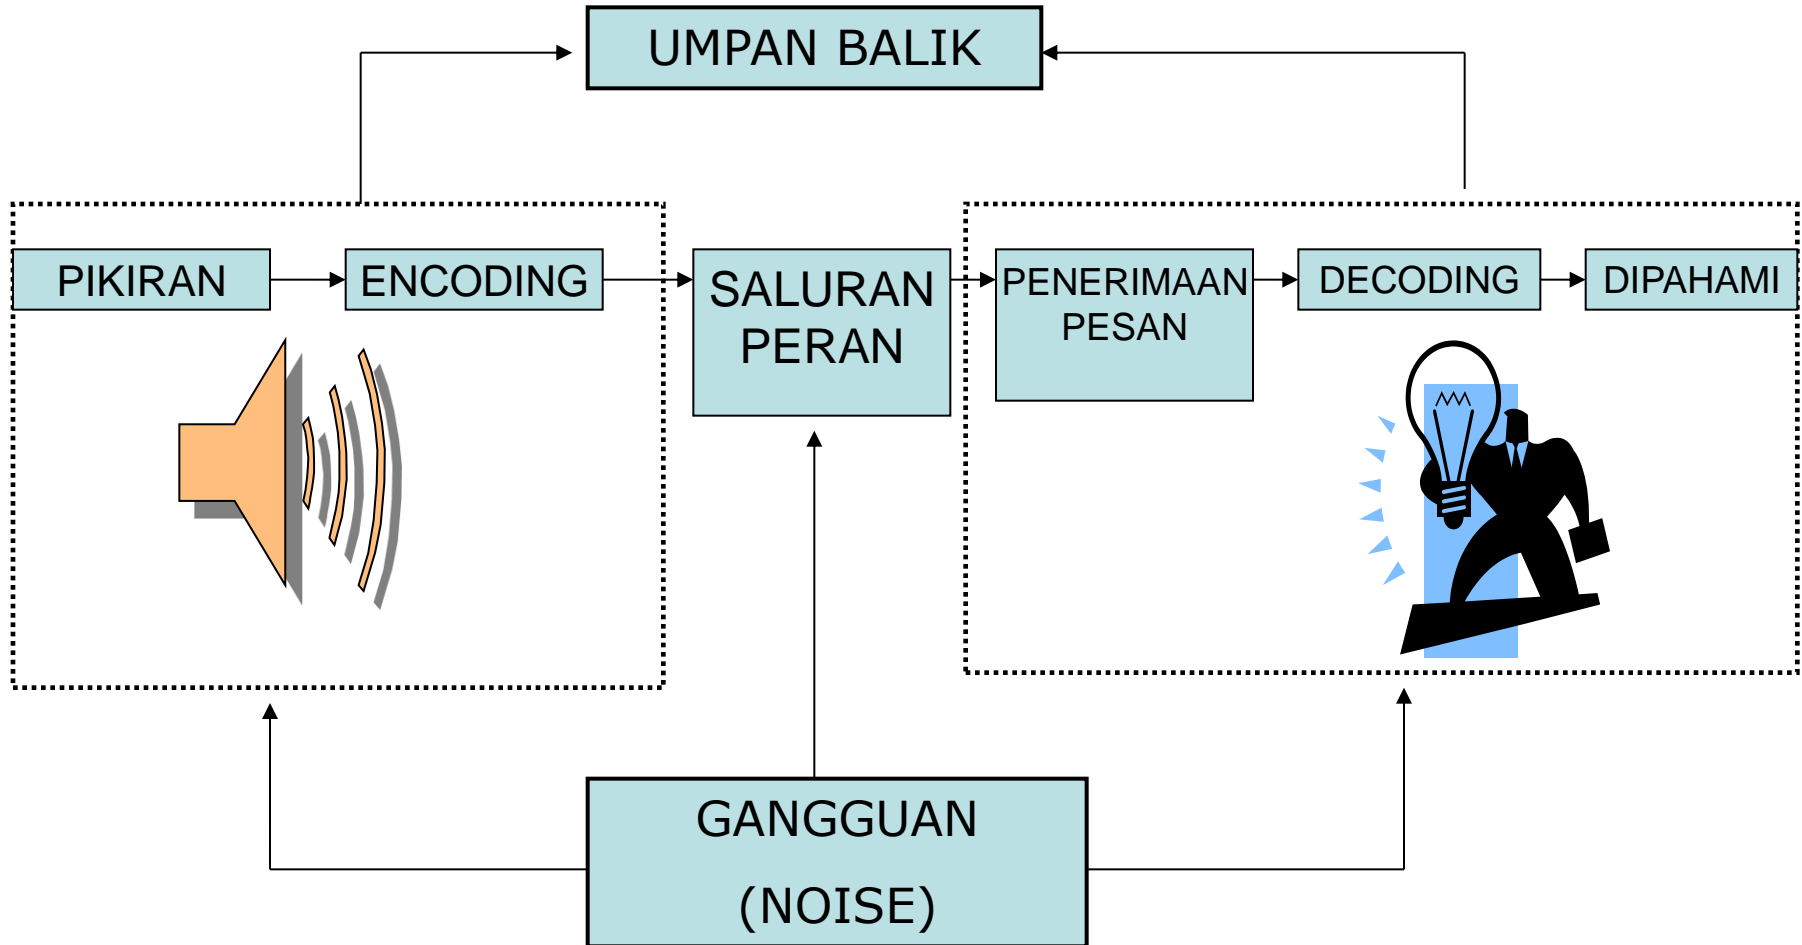 UMPAN BALIK
PIKIRAN
ENCODING
SALURAN
PERAN
PENERIMAAN
PESAN
DECODING
DIPAHAMI
GANGGUAN
(NOISE)